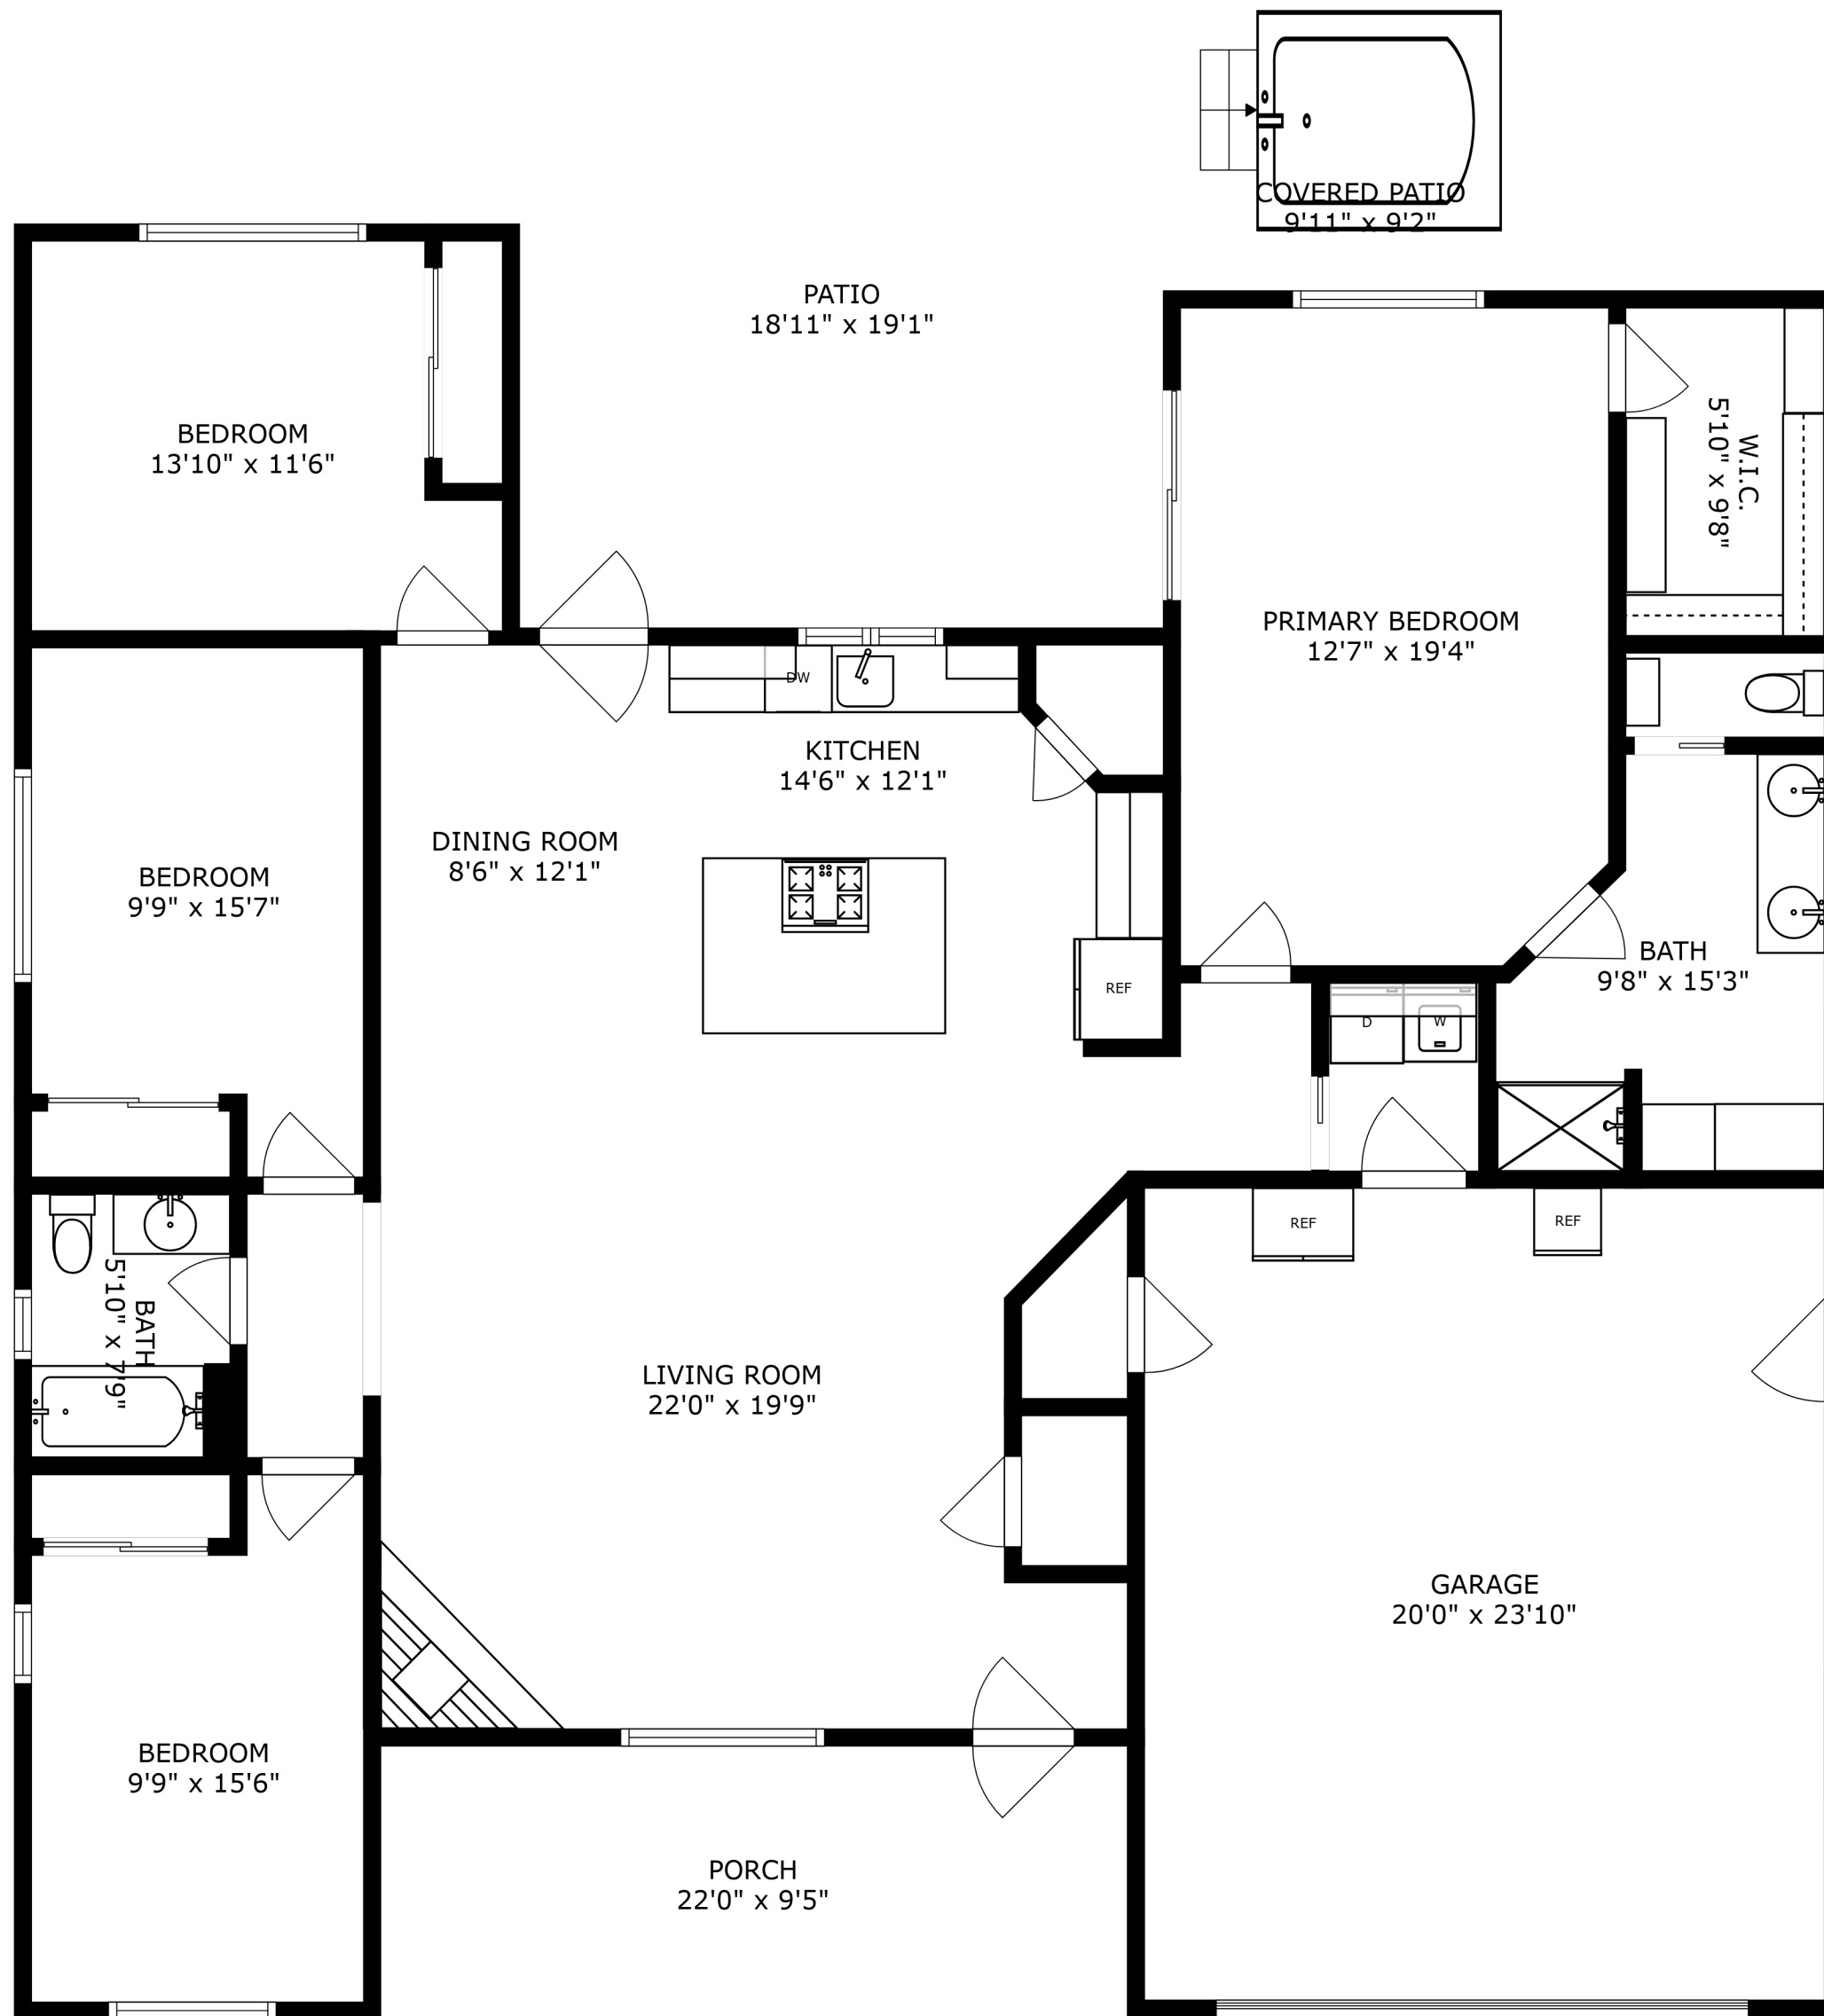 COVERED PATIO
9'11" x 9'2"
PATIO
18'11" x 19'1"
BEDROOM
13'10" x 11'6"
W.I.C.
5'10" x 9'8"
PRIMARY BEDROOM
12'7" x 19'4"
DW
KITCHEN
14'6" x 12'1"
DINING ROOM
8'6" x 12'1"
BEDROOM
9'9" x 15'7"
REF
BATH
9'8" x 15'3"
D
W
REF
REF
BATH
5'10" x 7'9"
LIVING ROOM
22'0" x 19'9"
GARAGE
20'0" x 23'10"
BEDROOM
9'9" x 15'6"
PORCH
22'0" x 9'5"